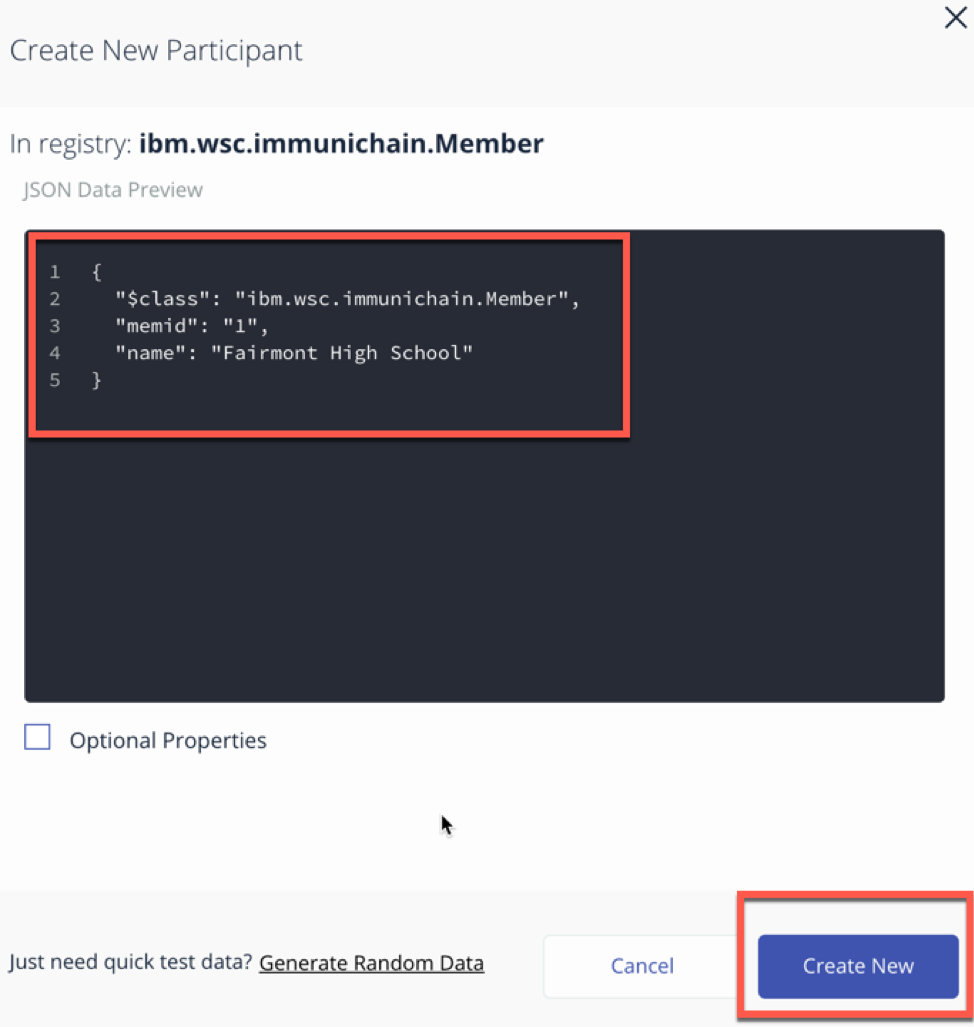 Create New Participant
In registry: ibm.wsc.immunichain.Member
JSON Data Preview
1 {
2 "$class": "ibm.wsc.immunichain.Member",
3 "memid": "1",
4 "name": "Fairmont High School"
5 }
Optional Properties
Just need quick test data? Generate Random Data
Cancel
Create New